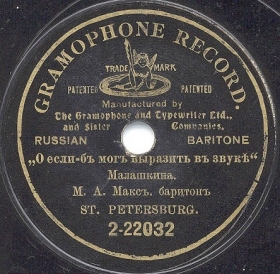 GRAMOPHONE RECORD.
TRADE MARK
PATENTED PATENTED
Manufactured by
The Gramophone and Typewriter Ltd.,
and Sister Companies,
RUSSIAN BARITONE
„О если-бъ могъ выразить въ звукѣ“
Малашкина.
М. А. Максъ, баритонъ
ST. PETERSBURG.
2-22032